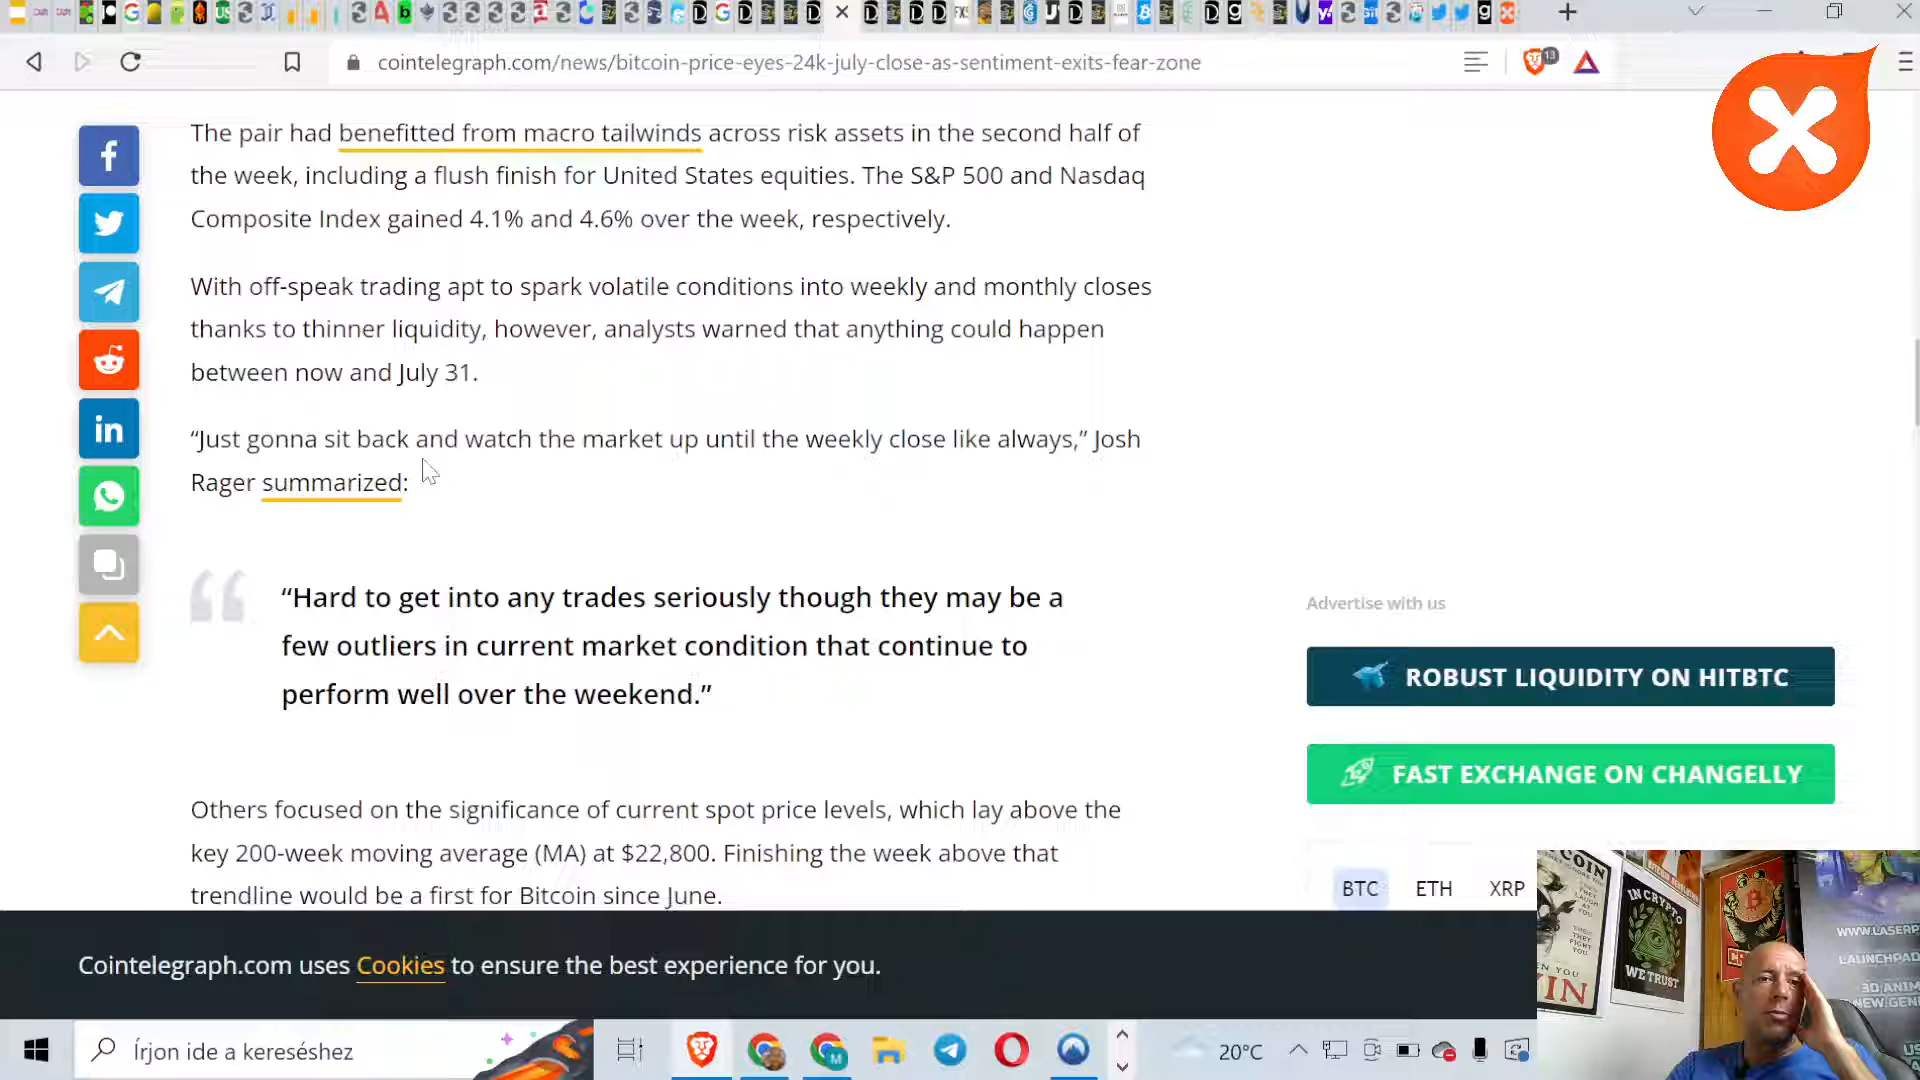 cointelegraph.com/news/bitcoin-price-eyes-24k-july-close-as-sentiment-exits-fear-zone
13
The pair had benefitted from macro tailwinds across risk assets in the second half of
the week, including a flush finish for United States equities. The S&P 500 and Nasdaq
Composite Index gained 4.1% and 4.6% over the week, respectively.
With off-speak trading apt to spark volatile conditions into weekly and monthly closes
thanks to thinner liquidity, however, analysts warned that anything could happen
between now and July 31.
“Just gonna sit back and watch the market up until the weekly close like always,” Josh
Rager summarized:
“Hard to get into any trades seriously though they may be a
few outliers in current market condition that continue to
perform well over the weekend.”
Others focused on the significance of current spot price levels, which lay above the
key 200-week moving average (MA) at $22,800. Finishing the week above that
trendline would be a first for Bitcoin since June.
Advertise with us
ROBUST LIQUIDITY ON HITBTC
FAST EXCHANGE ON CHANGELLY
BTC ETH XRP
Cointelegraph.com uses Cookies to ensure the best experience for you.
IN CRYPTO
WE TRUST
WWW.LASERP
LAUNCHPAD
3D ANIM
NEW GENE
Írjon ide a kereséshez
20°C